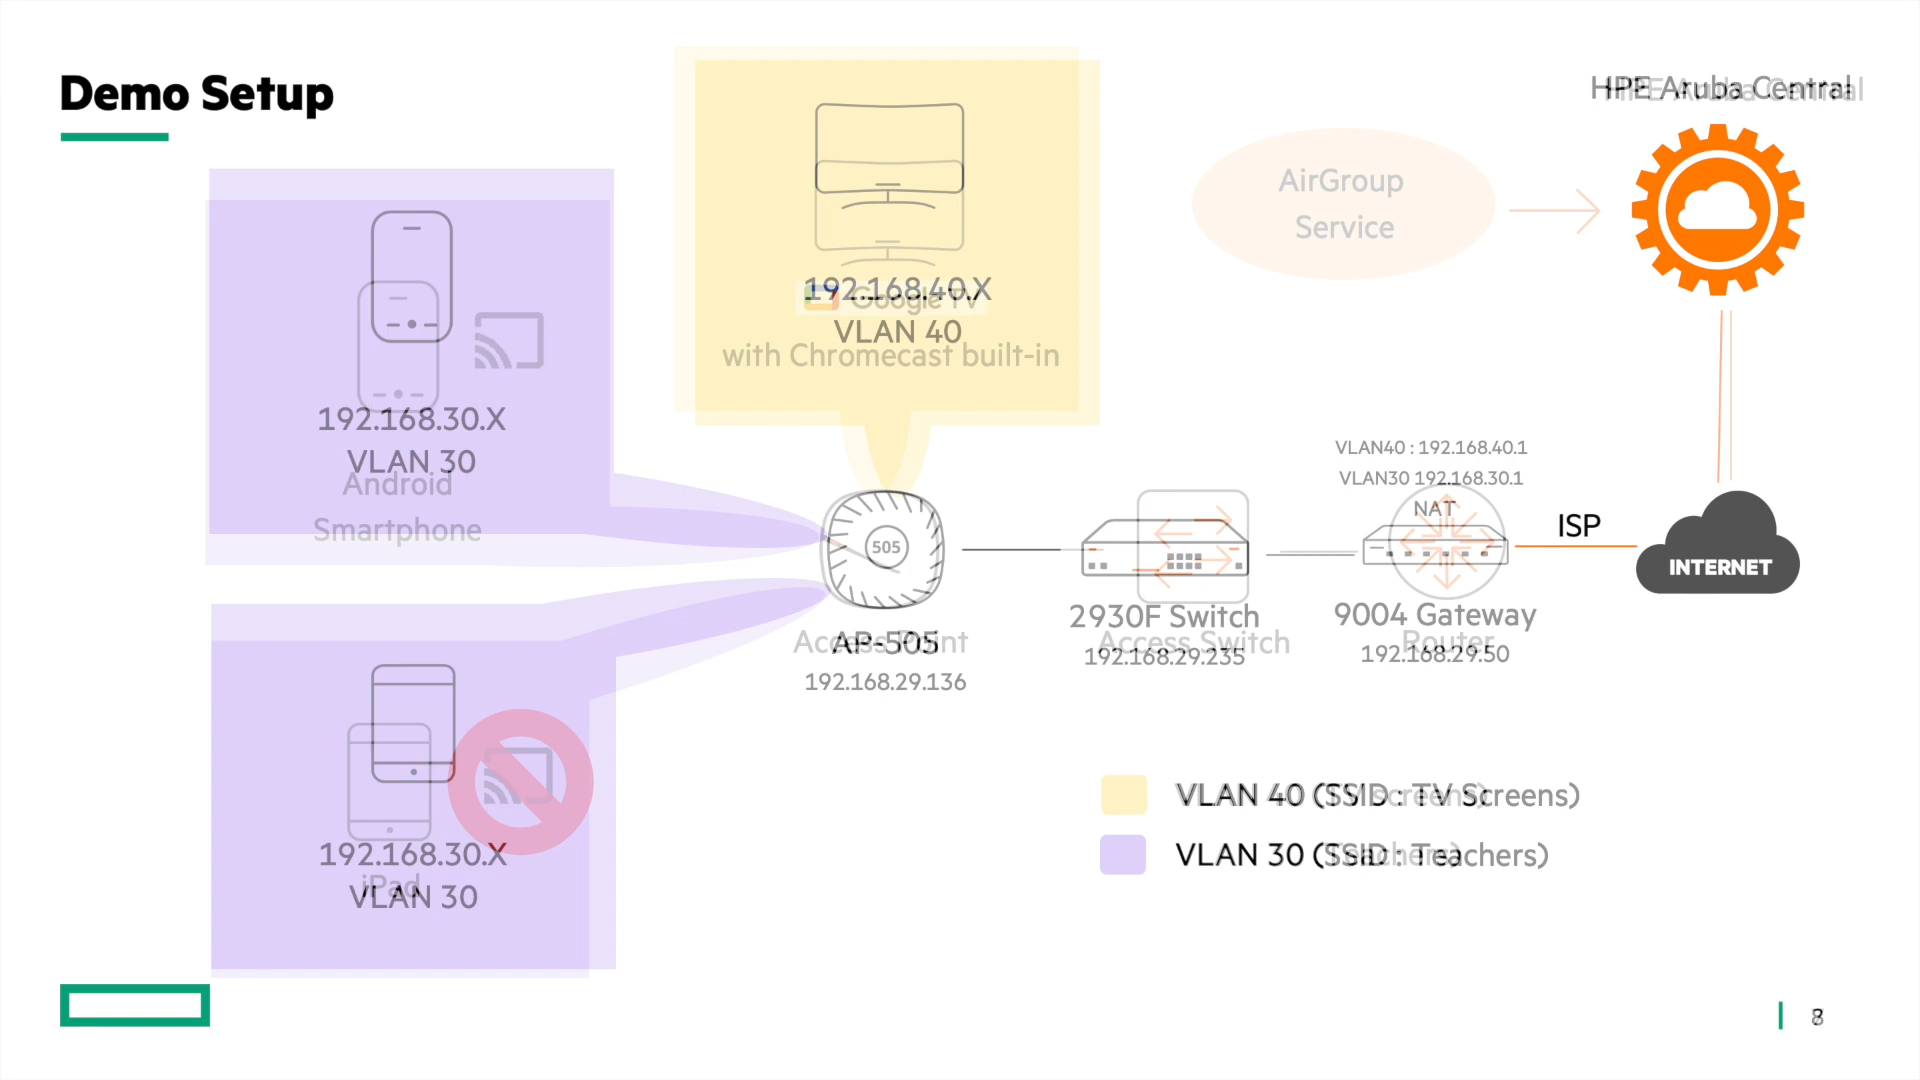 Demo Setup
HPE Aruba Central
AirGroup
Service
192.168.40.X
Google TV
VLAN 40
with Chromecast built-in
192.168.30.X
VLAN 30
Android
Smartphone
VLAN40 : 192.168.40.1
VLAN30 192.168.30.1
NAT
ISP
INTERNET
505
2930F Switch
Access Switch
192.168.29.235
9004 Gateway
Router
192.168.29.50
Access Point
AP-505
192.168.29.136
192.168.30.X
iPad
VLAN 30
VLAN 40 (SSID : TV Screens)
VLAN 30 (SSID : Teachers)
8